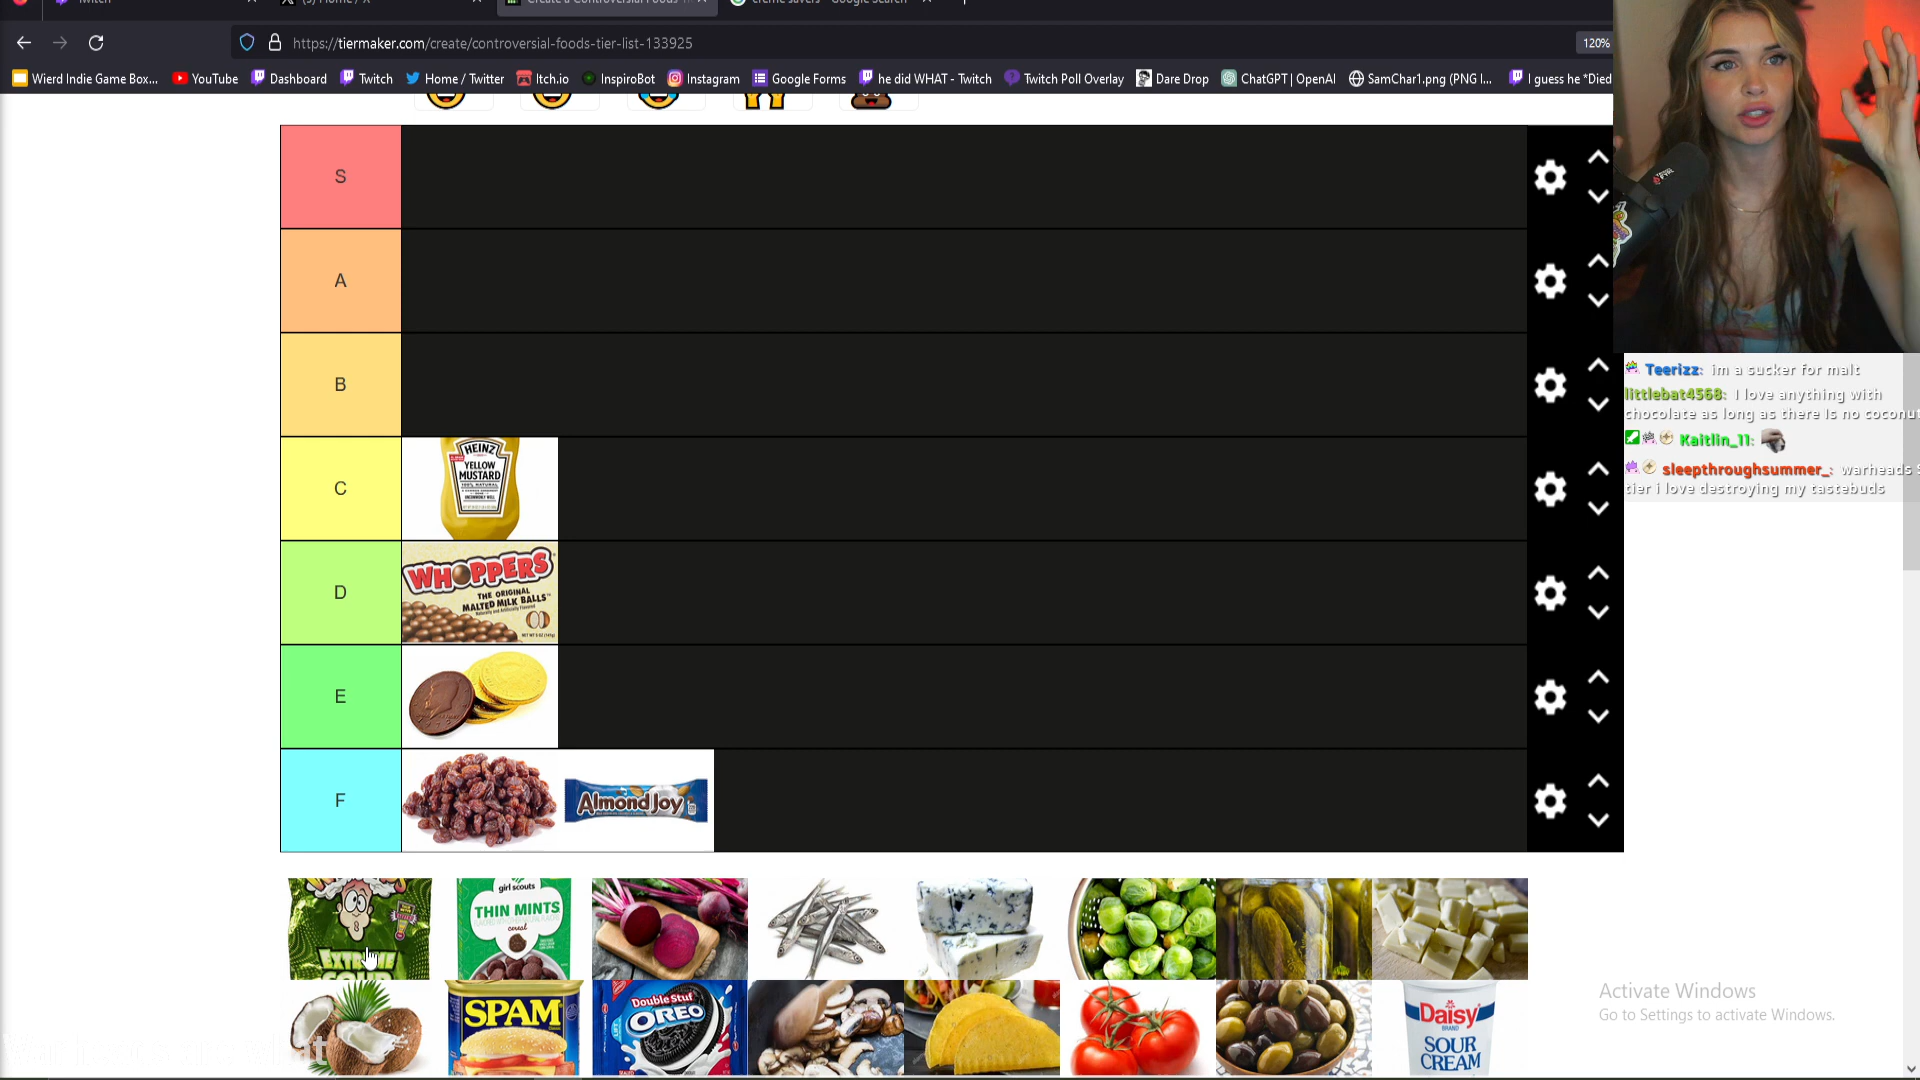 https://tiermaker.com/create/controversial-foods-tier-list-133925
120%
Wierd Indie Game Box...
YouTube
Dashboard
Twitch
Home / Twitter
Itch.io
InspiroBot
Instagram
Google Forms
he did WHAT - Twitch
Twitch Poll Overlay
Dare Drop
ChatGPT | OpenAI
SamChar1.png (PNG I...
I guess he *Died
S
A
B
C
HEINZ
YELLOW
MUSTARD
D
WHOPPERS
THE ORIGINAL
MALTED MILK BALLS
E
F
Almond Joy
Teerizz: im a sucker for malt
littlebat4568: I love anything with
chocolate as long as there is no coconut
Kaitlin_11:
sleepthroughsummer_: warheads S
tier i love destroying my tastebuds
EXTREME
SOUR
girl scouts
THIN MINTS
cereal
SPAM
Double Stuf
OREO
Daisy
BRAND
SOUR
CREAM
Activate Windows
Go to Settings to activate Windows.